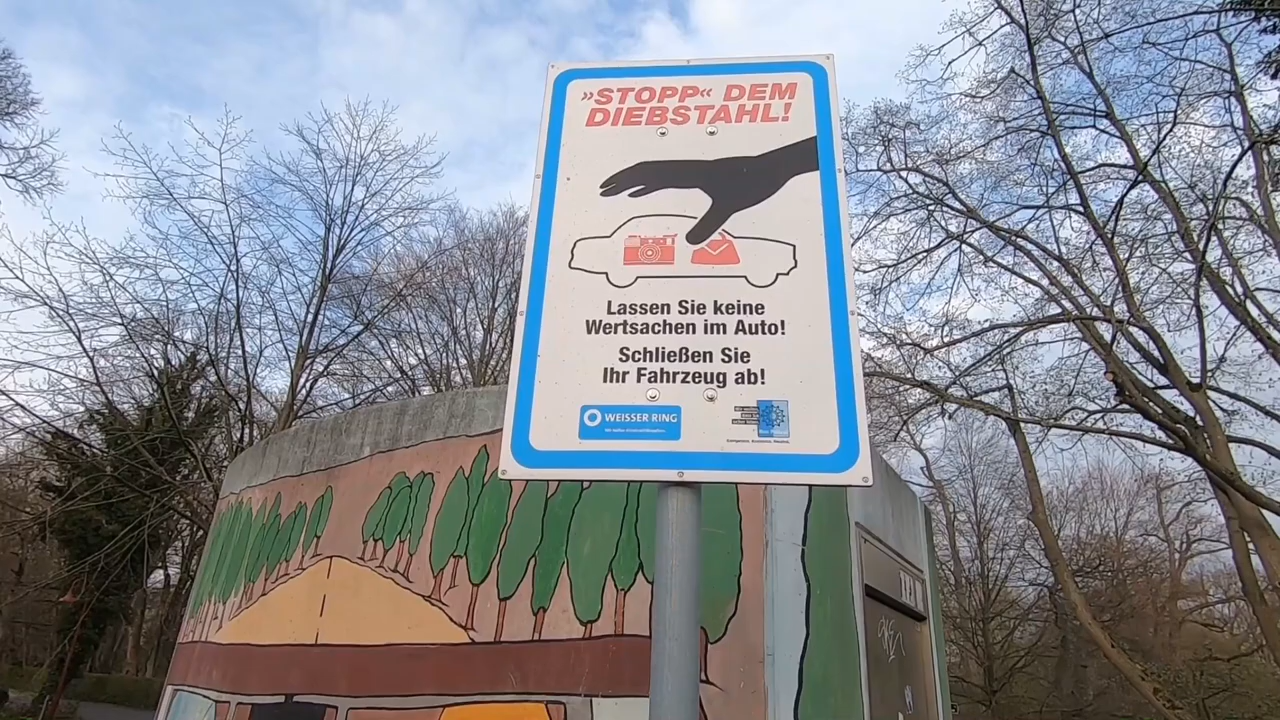 »STOPP« DEM
DIEBSTAHL!
Lassen Sie keine
Wertsachen im Auto!
Schließen Sie
Ihr Fahrzeug ab!
WEISSER RING